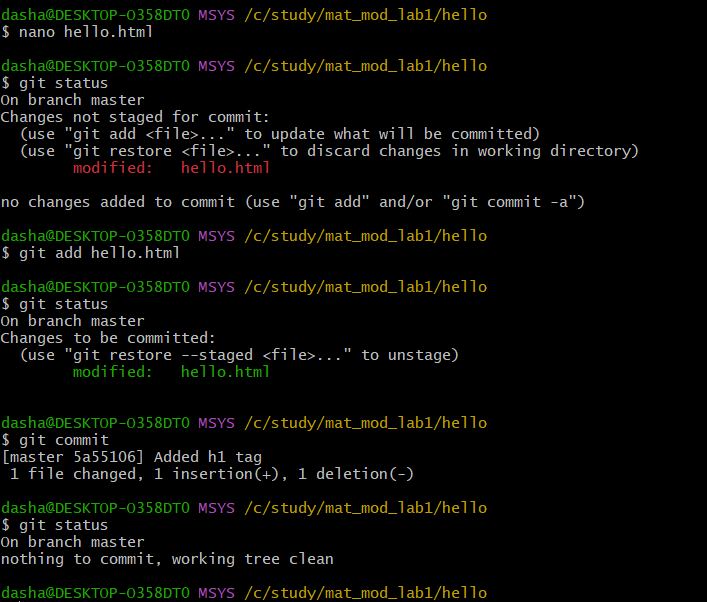 dasha@DESKTOP-O358DT0 MSYS /c/study/mat_mod_lab1/hello
$ nano hello.html
dasha@DESKTOP-O358DT0 MSYS /c/study/mat_mod_lab1/hello
$ git status
On branch master
Changes not staged for commit:
  (use "git add <file>..." to update what will be committed)
  (use "git restore <file>..." to discard changes in working directory)
        modified:   hello.html
no changes added to commit (use "git add" and/or "git commit -a")
dasha@DESKTOP-O358DT0 MSYS /c/study/mat_mod_lab1/hello
$ git add hello.html
dasha@DESKTOP-O358DT0 MSYS /c/study/mat_mod_lab1/hello
$ git status
On branch master
Changes to be committed:
  (use "git restore --staged <file>..." to unstage)
        modified:   hello.html
dasha@DESKTOP-O358DT0 MSYS /c/study/mat_mod_lab1/hello
$ git commit
[master 5a55106] Added h1 tag
 1 file changed, 1 insertion(+), 1 deletion(-)
dasha@DESKTOP-O358DT0 MSYS /c/study/mat_mod_lab1/hello
$ git status
On branch master
nothing to commit, working tree clean
dasha@DESKTOP-O358DT0 MSYS /c/study/mat_mod_lab1/hello